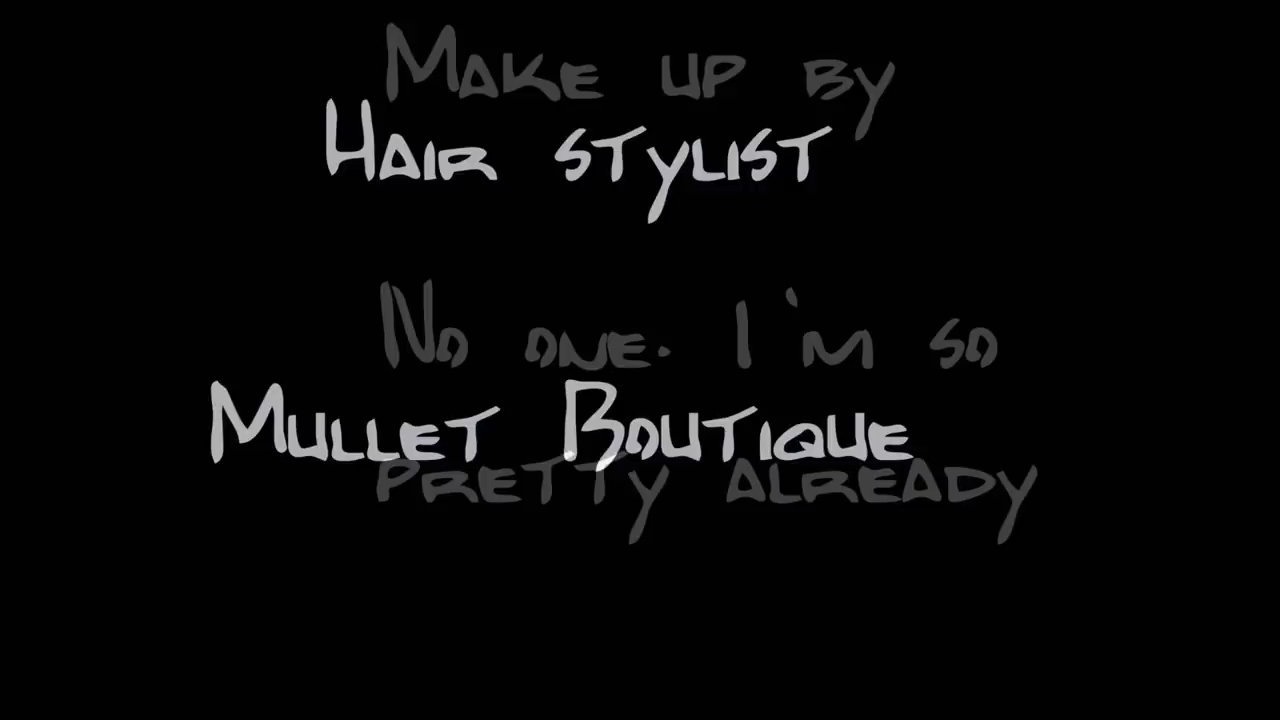 Make up by
Hair stylist
No one. I'm so
Mullet Boutique
pretty already